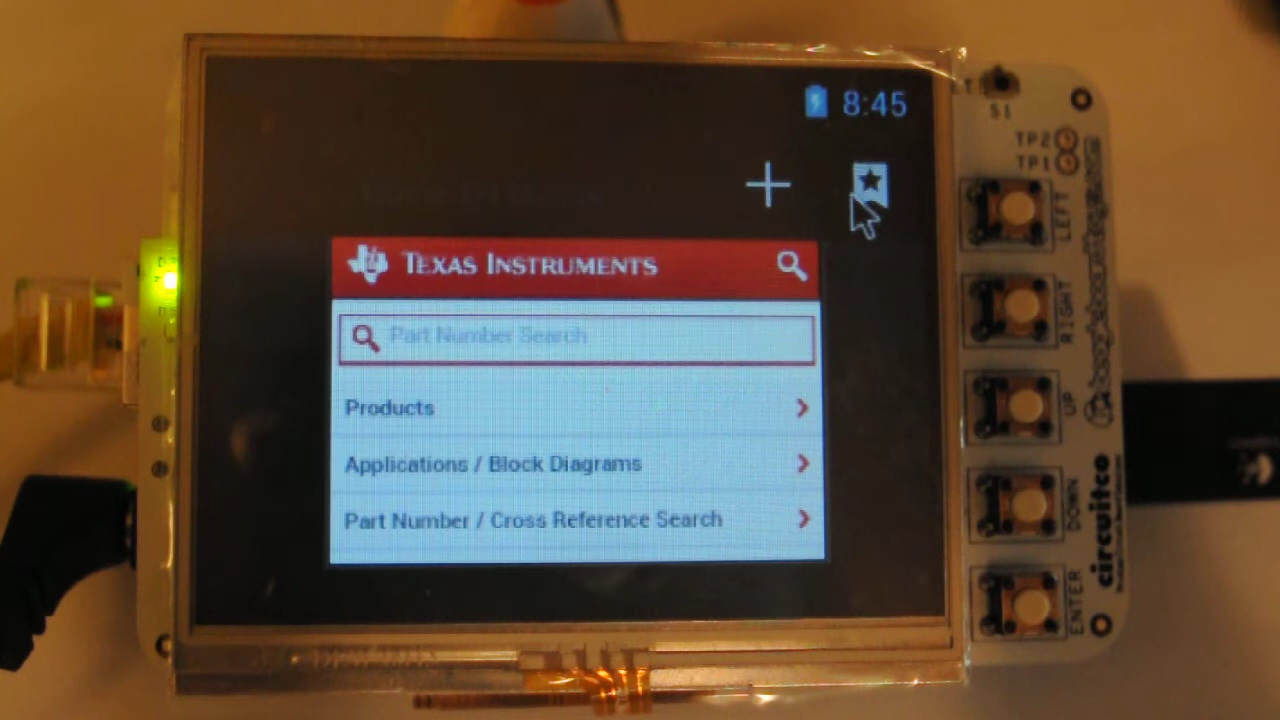 8:45
TEXAS INSTRUMENTS
Part Number Search
Products
Applications / Block Diagrams
Part Number / Cross Reference Search
S1
TP2
TP1
LEFT
RIGHT
UP
DOWN
ENTER
circuitco